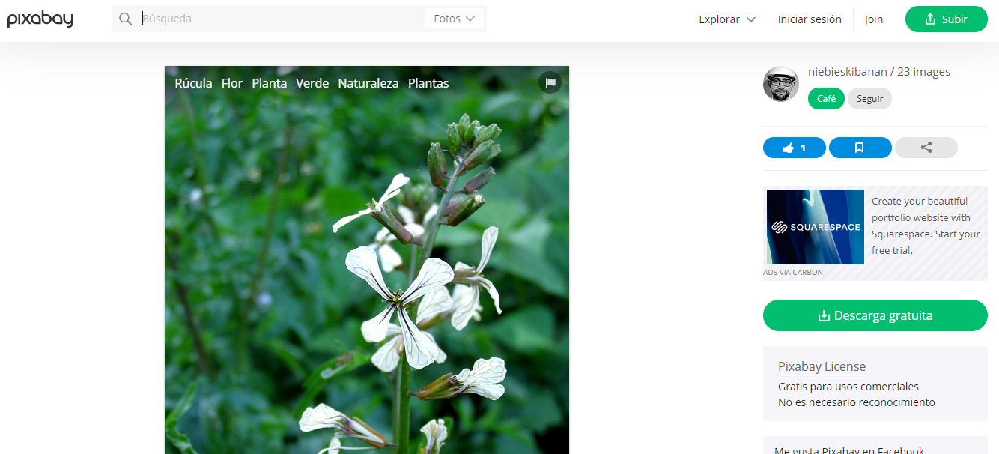 pixabay
Búsqueda
Fotos
Explorar
Iniciar sesión
Join
Subir
Rúcula Flor Planta Verde Naturaleza Plantas
niebieskibanan / 23 images
Café
Seguir
1
SQUARESPACE
Create your beautiful
portfolio website with
Squarespace. Start your
free trial.
ADS VIA CARBON
Descarga gratuita
Pixabay License
Gratis para usos comerciales
No es necesario reconocimiento
Me gusta Pixabay en Facebook